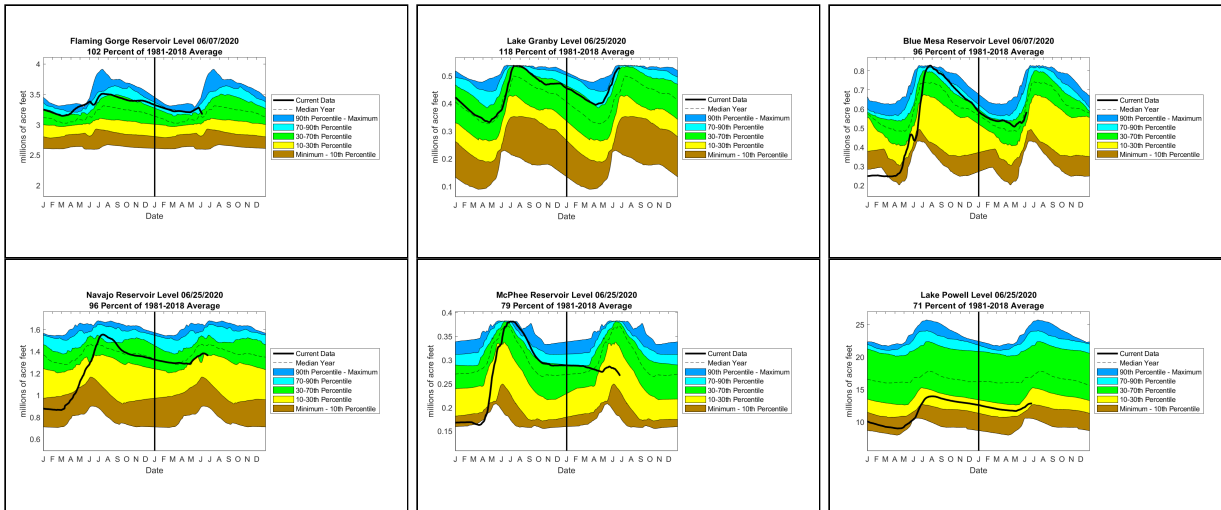 Flaming Gorge Reservoir Level 06/07/2020
102 Percent of 1981-2018 Average
4
3.5
3
2.5
2
millions of acre feet
J F M A M J J A S O N D J F M A M J J A S O N D
Date
Current Data
Median Year
90th Percentile - Maximum
70-90th Percentile
30-70th Percentile
10-30th Percentile
Minimum - 10th Percentile
Lake Granby Level 06/25/2020
118 Percent of 1981-2018 Average
0.5
0.4
0.3
0.2
0.1
millions of acre feet
J F M A M J J A S O N D J F M A M J J A S O N D
Date
Current Data
Median Year
90th Percentile - Maximum
70-90th Percentile
30-70th Percentile
10-30th Percentile
Minimum - 10th Percentile
Blue Mesa Reservoir Level 06/07/2020
96 Percent of 1981-2018 Average
0.8
0.7
0.6
0.5
0.4
0.3
0.2
millions of acre feet
J F M A M J J A S O N D J F M A M J J A S O N D
Date
Current Data
Median Year
90th Percentile - Maximum
70-90th Percentile
30-70th Percentile
10-30th Percentile
Minimum - 10th Percentile
Navajo Reservoir Level 06/25/2020
96 Percent of 1981-2018 Average
1.6
1.4
1.2
1
0.8
0.6
millions of acre feet
J F M A M J J A S O N D J F M A M J J A S O N D
Date
Current Data
Median Year
90th Percentile - Maximum
70-90th Percentile
30-70th Percentile
10-30th Percentile
Minimum - 10th Percentile
McPhee Reservoir Level 06/25/2020
79 Percent of 1981-2018 Average
0.4
0.35
0.3
0.25
0.2
0.15
millions of acre feet
J F M A M J J A S O N D J F M A M J J A S O N D
Date
Current Data
Median Year
90th Percentile - Maximum
70-90th Percentile
30-70th Percentile
10-30th Percentile
Minimum - 10th Percentile
Lake Powell Level 06/25/2020
71 Percent of 1981-2018 Average
25
20
15
10
millions of acre feet
J F M A M J J A S O N D J F M A M J J A S O N D
Date
Current Data
Median Year
90th Percentile - Maximum
70-90th Percentile
30-70th Percentile
10-30th Percentile
Minimum - 10th Percentile